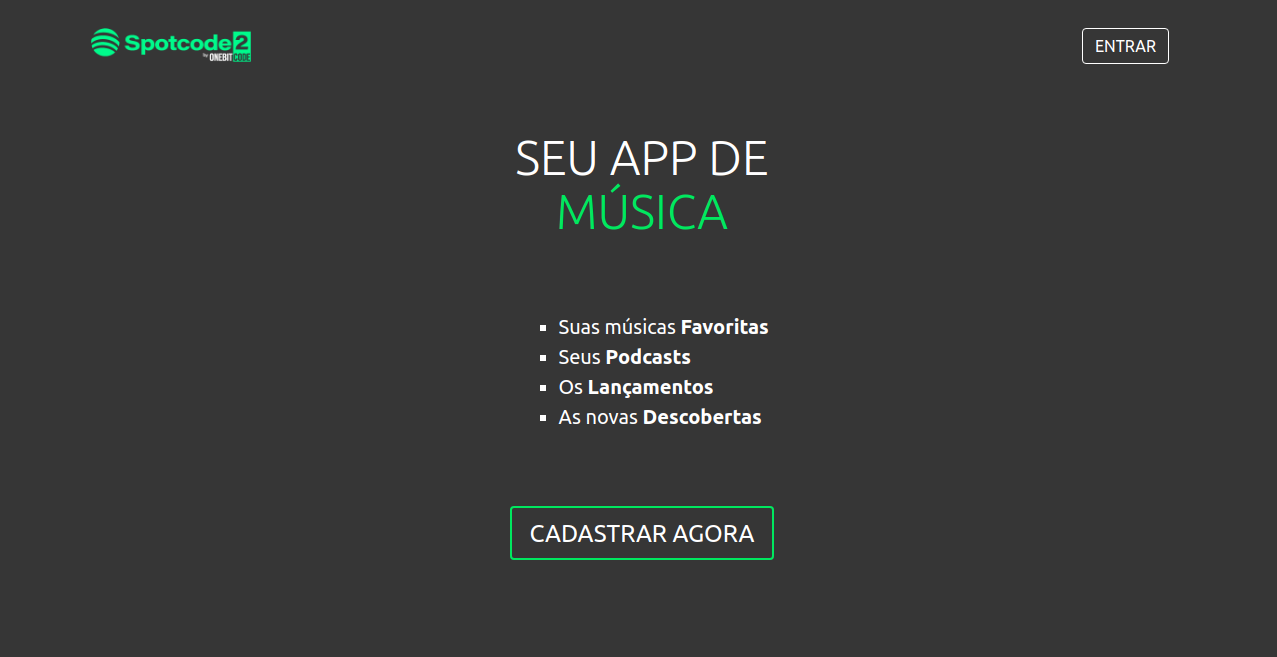 Spotcode2
by ONEBITCODE
ENTRAR
SEU APP DE
MÚSICA
Suas músicas Favoritas
Seus Podcasts
Os Lançamentos
As novas Descobertas
CADASTRAR AGORA